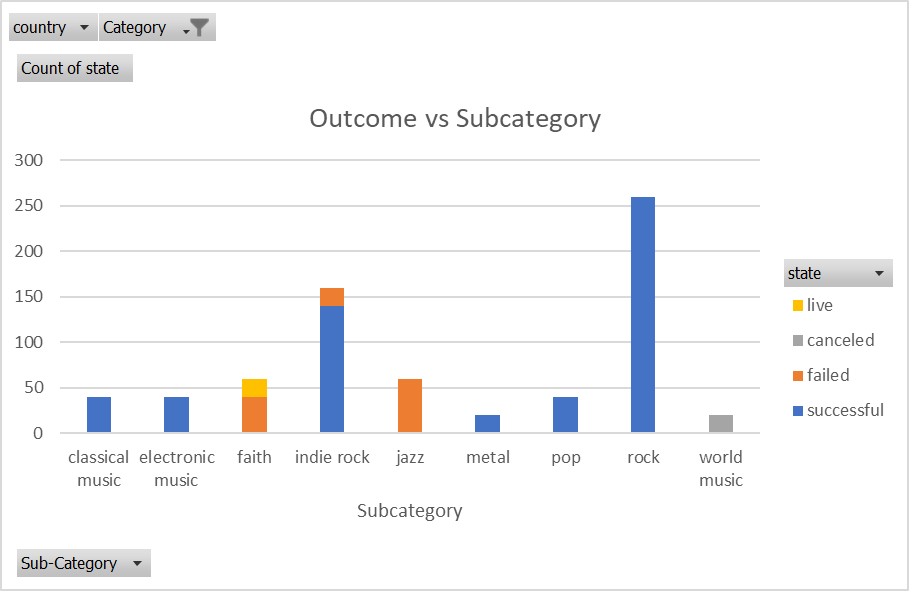 country Category
Count of state
Outcome vs Subcategory
300
250
200
150
100
50
0
classical music
electronic music
faith
indie rock
jazz
metal
pop
rock
world music
Subcategory
state
live
canceled
failed
successful
Sub-Category